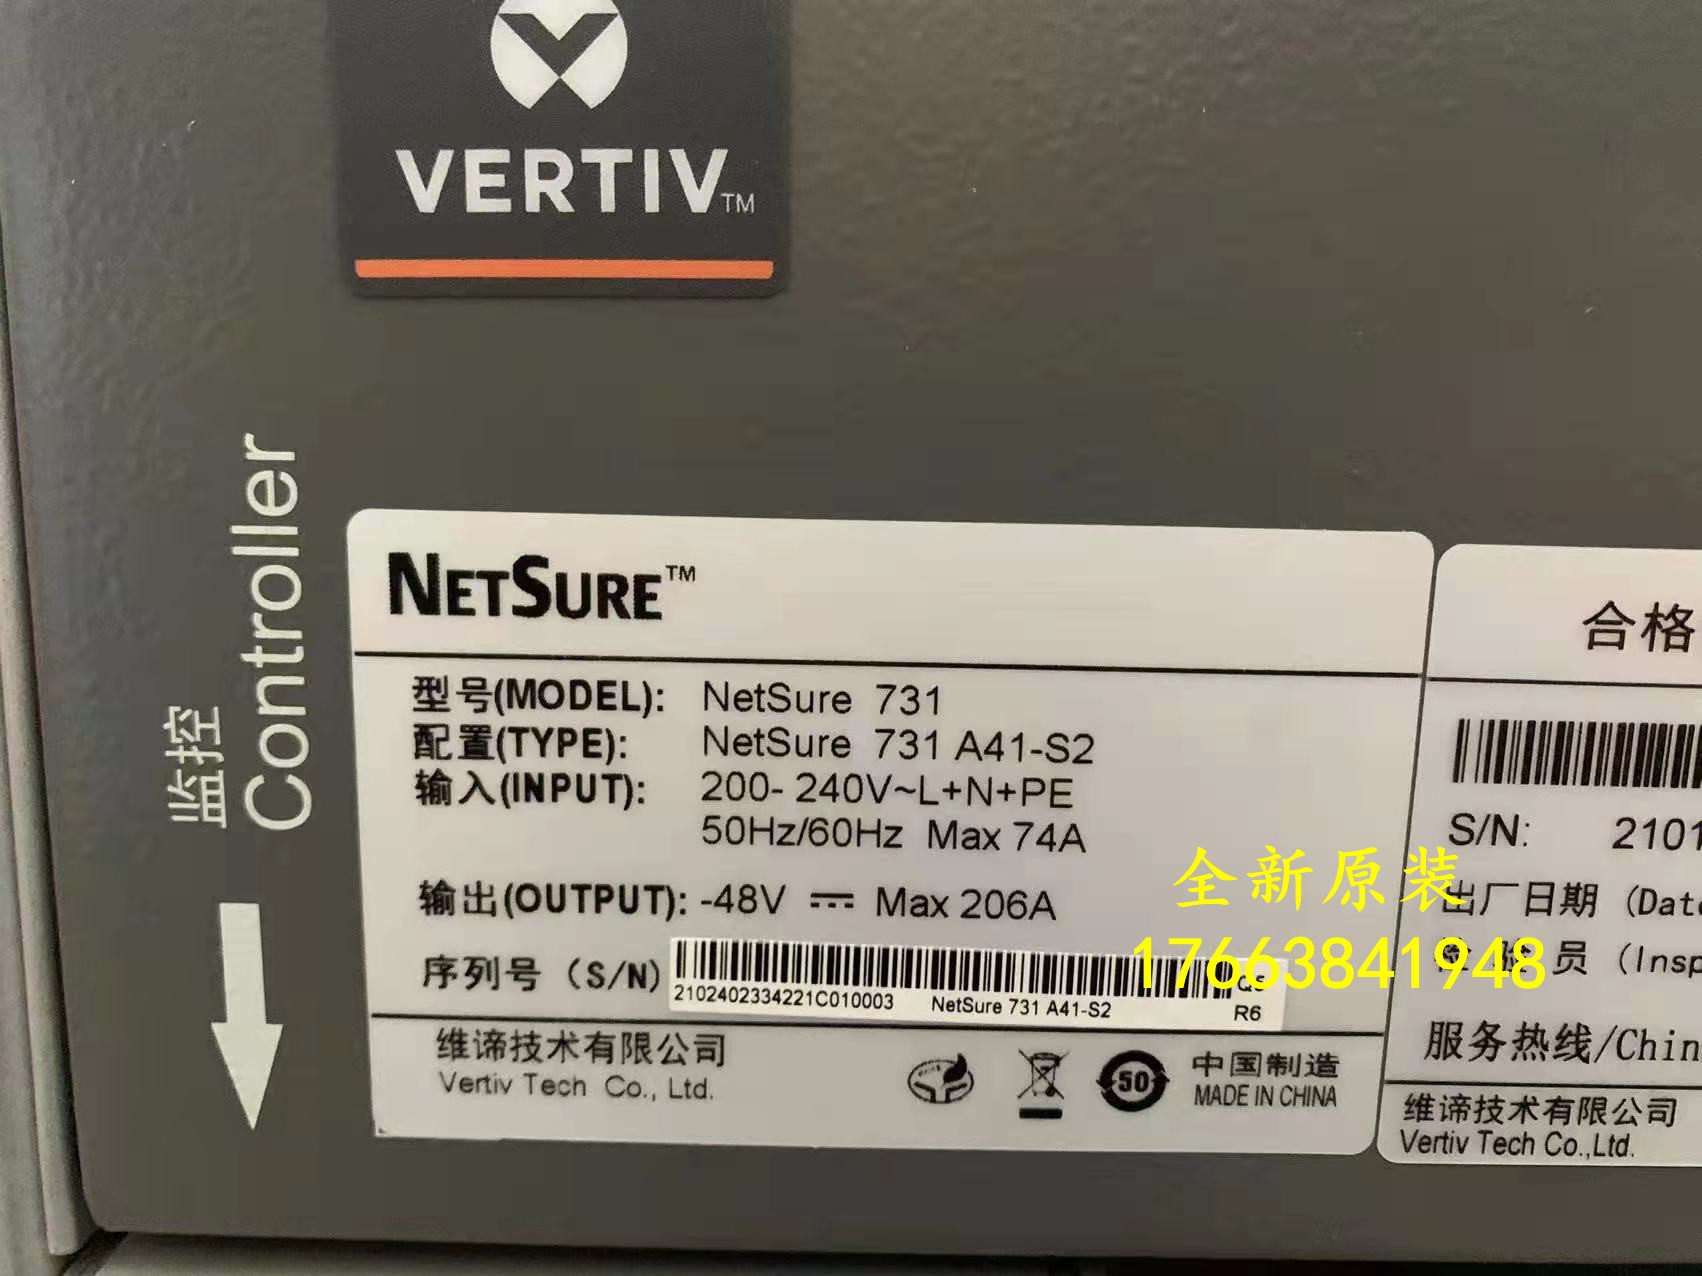 VERTIV™
监控
Controller
NETSURE™
型号(MODEL): NetSure 731
配置(TYPE): NetSure 731 A41-S2
输入(INPUT): 200- 240V~L+N+PE
50Hz/60Hz Max 74A
输出(OUTPUT): -48V ⎓ Max 206A
序列号 (S/N)
2102402334221C010003 NetSure 731 A41-S2
R6
维谛技术有限公司
Vertiv Tech Co., Ltd.
50
中国制造
MADE IN CHINA
全新原装
17663841948
合格
S/N: 2101
出厂日期 (Date
验员 (Insp
服务热线/Chin
维谛技术有限公司
Vertiv Tech Co.,Ltd.